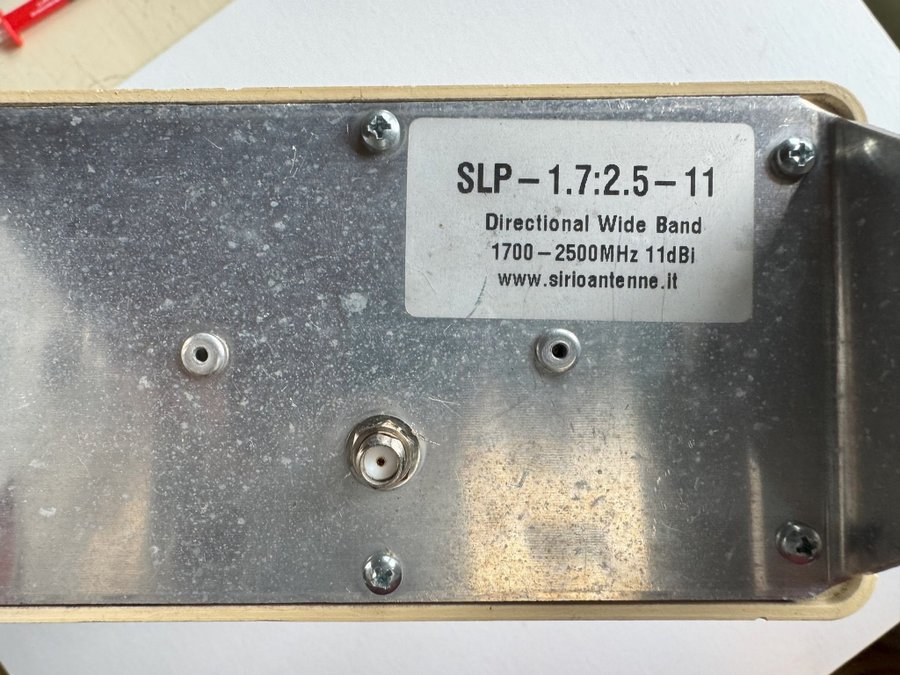 SLP-1.7:2.5-11
Directional Wide Band
1700-2500MHz 11dBi
www.sirioantenne.it